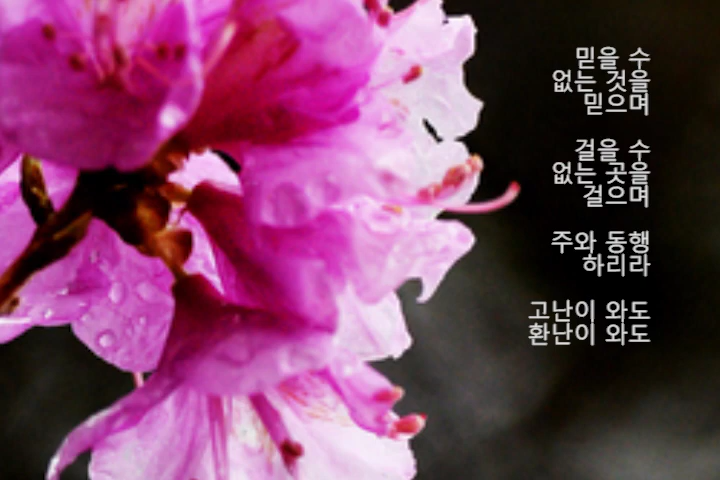 믿을 수
없는 것을
믿으며
걸을 수
없는 곳을
걸으며
주와 동행
하리라
고난이 와도
환난이 와도